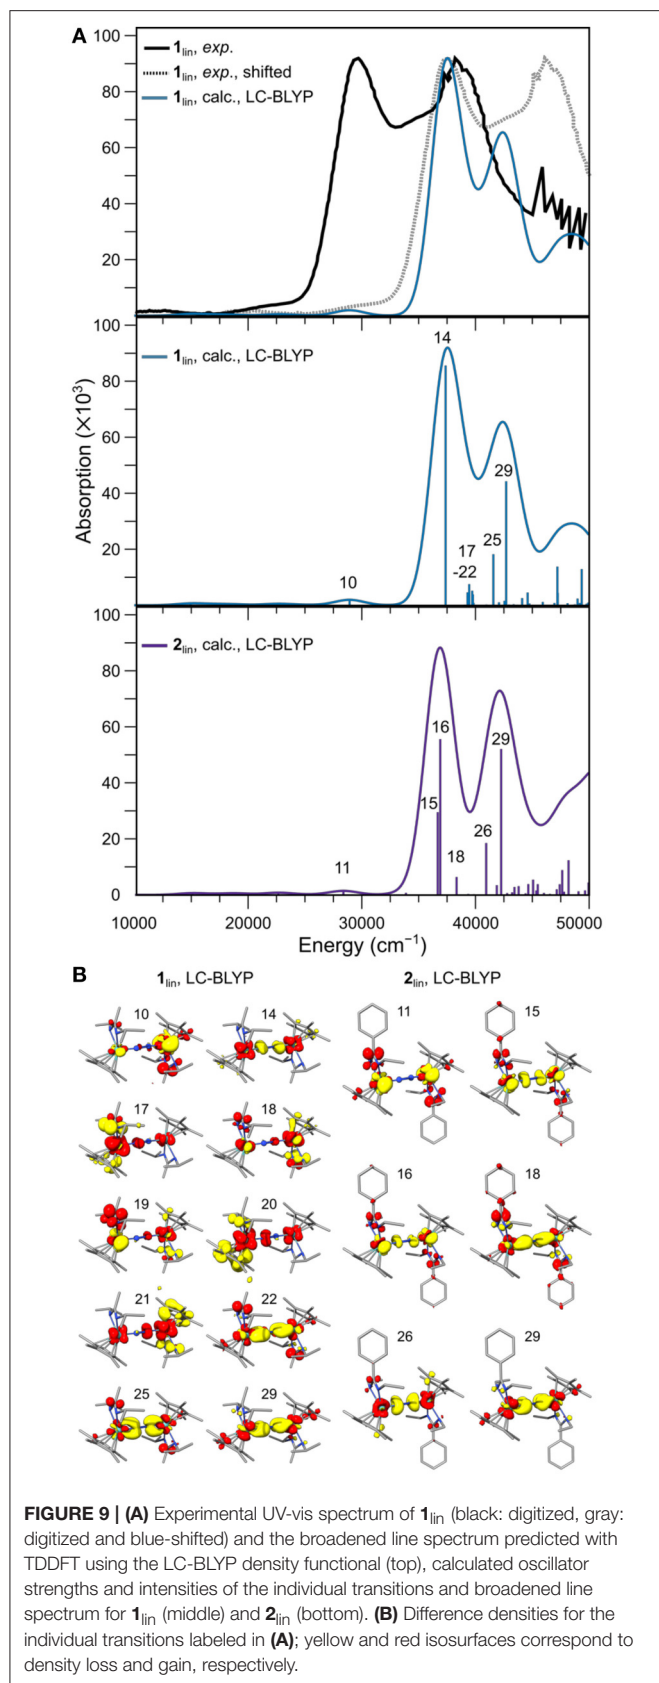 A
100
80
60
40
20
1lin, exp.
1lin, exp., shifted
1lin, calc., LC-BLYP
Absorption (×10³)
80
60
40
20
1lin, calc., LC-BLYP
14
29
25
17
-22
10
80
60
40
20
0
2lin, calc., LC-BLYP
16
29
15
26
18
11
10000 20000 30000 40000 50000
Energy (cm⁻¹)
B
1lin, LC-BLYP 2lin, LC-BLYP
10 14 11 15
17 18
16 18
19 20
21 22
26 29
25 29
FIGURE 9 | (A) Experimental UV-vis spectrum of 1lin (black: digitized, gray:
digitized and blue-shifted) and the broadened line spectrum predicted with
TDDFT using the LC-BLYP density functional (top), calculated oscillator
strengths and intensities of the individual transitions and broadened line
spectrum for 1lin (middle) and 2lin (bottom). (B) Difference densities for the
individual transitions labeled in (A); yellow and red isosurfaces correspond to
density loss and gain, respectively.